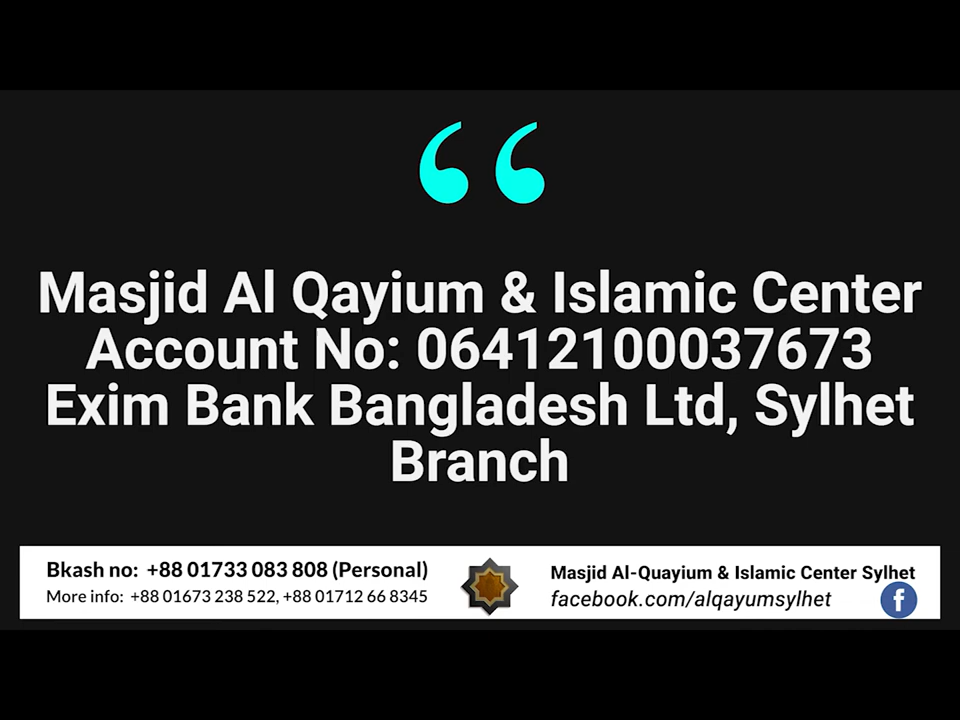 Masjid Al Qayium & Islamic Center
Account No: 06412100037673
Exim Bank Bangladesh Ltd, Sylhet
Branch
Bkash no: +88 01733 083 808 (Personal)
More info: +88 01673 238 522, +88 01712 66 8345
Masjid Al-Quayium & Islamic Center Sylhet
facebook.com/alqayumsylhet